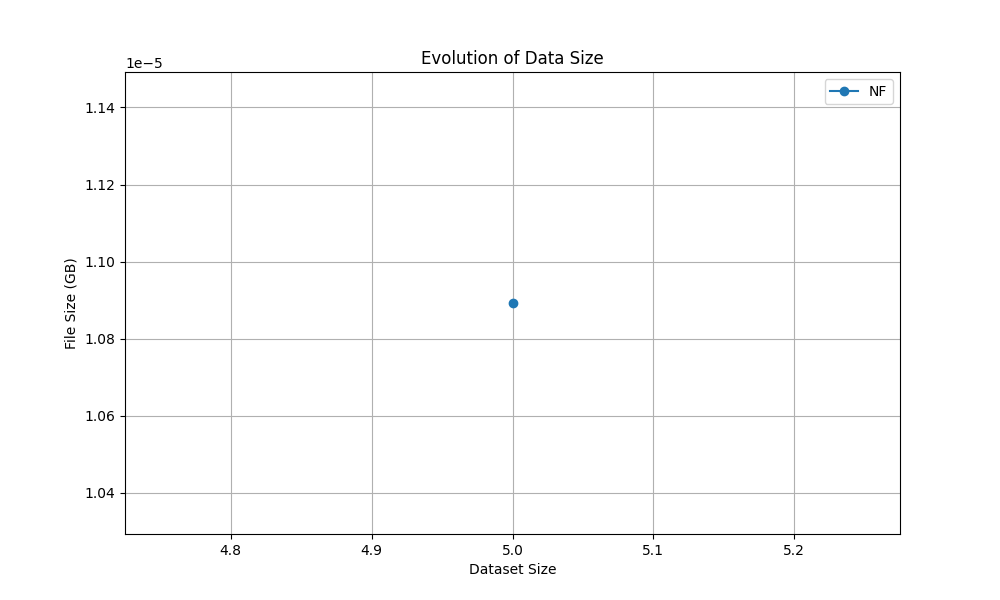 Evolution of Data Size
1e−5
NF
1.14
1.12
1.10
1.08
1.06
1.04
File Size (GB)
4.8 4.9 5.0 5.1 5.2
Dataset Size